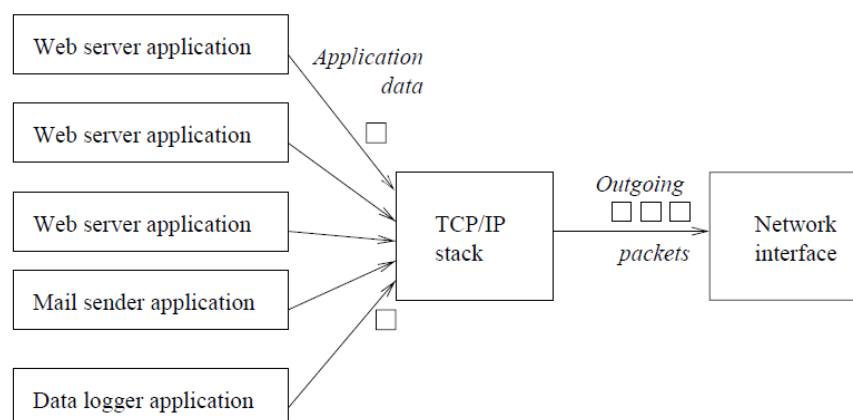 Web server application
Application
data
Web server application
Web server application
Mail sender application
Data logger application
TCP/IP
stack
Outgoing
packets
Network
interface